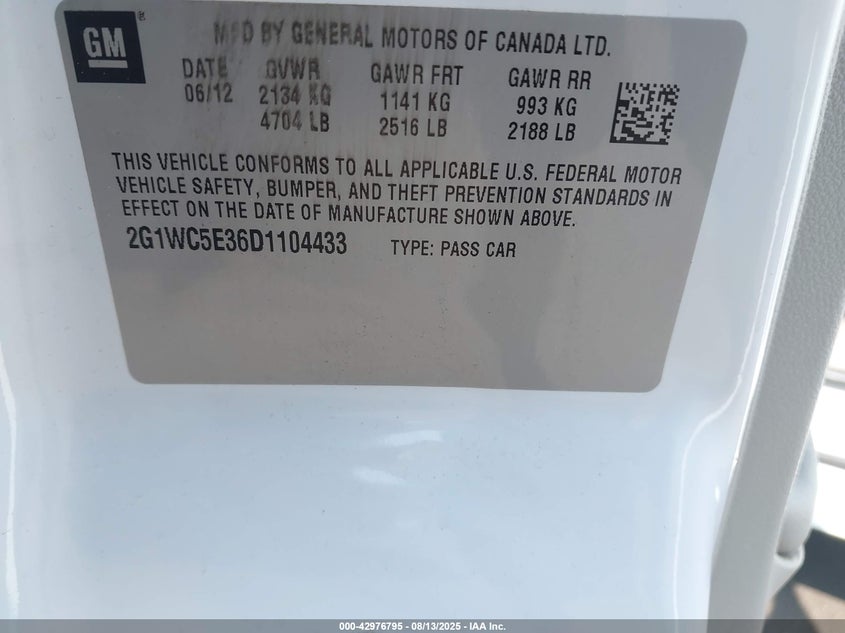 GM
MFD BY GENERAL MOTORS OF CANADA LTD.
DATE GVWR GAWR FRT GAWR RR
06/12 2134 KG 1141 KG 993 KG
4704 LB 2516 LB 2188 LB
THIS VEHICLE CONFORMS TO ALL APPLICABLE U.S. FEDERAL MOTOR
VEHICLE SAFETY, BUMPER, AND THEFT PREVENTION STANDARDS IN
EFFECT ON THE DATE OF MANUFACTURE SHOWN ABOVE.
2G1WC5E36D1104433 TYPE: PASS CAR
000-42976795 - 08/13/2025 - IAA Inc.